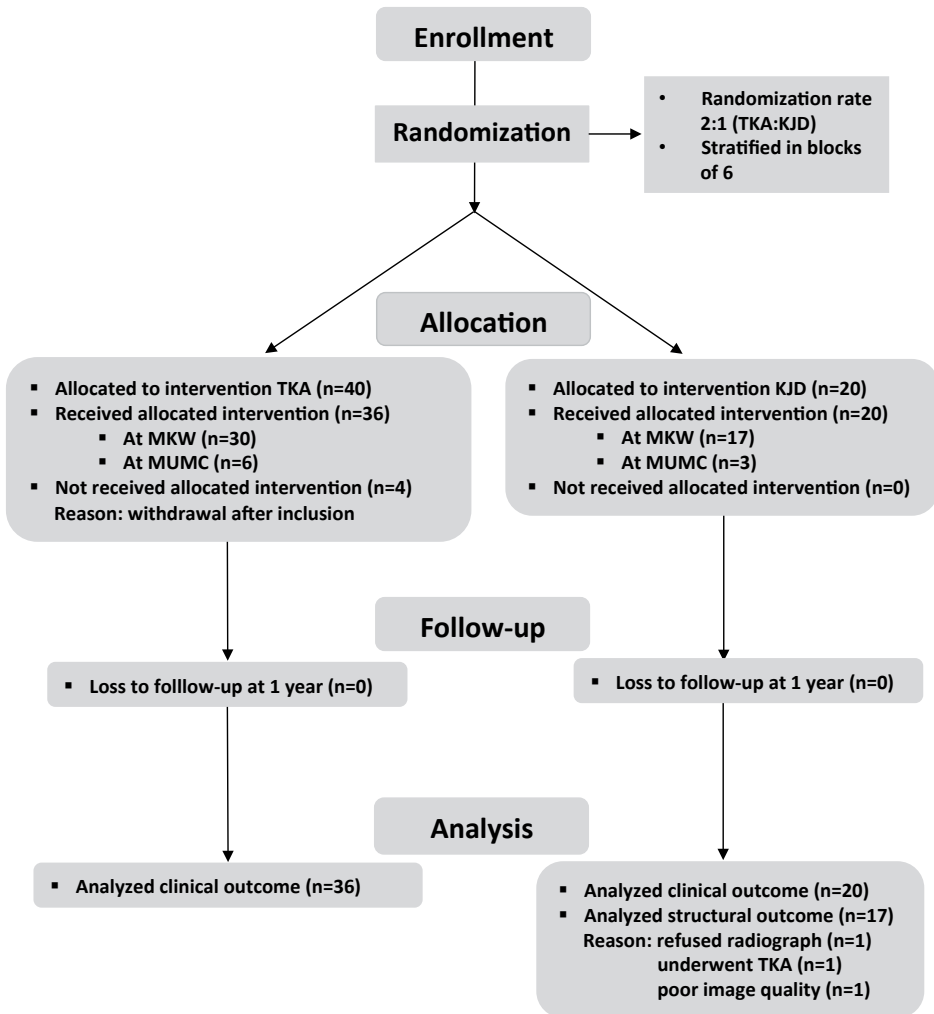 Enrollment
Randomization
• Randomization rate
2:1 (TKA:KJD)
• Stratified in blocks
of 6
Allocation
▪ Allocated to intervention TKA (n=40)
▪ Received allocated intervention (n=36)
▪ At MKW (n=30)
▪ At MUMC (n=6)
▪ Not received allocated intervention (n=4)
Reason: withdrawal after inclusion
▪ Allocated to intervention KJD (n=20)
▪ Received allocated intervention (n=20)
▪ At MKW (n=17)
▪ At MUMC (n=3)
▪ Not received allocated intervention (n=0)
Follow-up
▪ Loss to folllow-up at 1 year (n=0)
▪ Loss to follow-up at 1 year (n=0)
Analysis
▪ Analyzed clinical outcome (n=36)
▪ Analyzed clinical outcome (n=20)
▪ Analyzed structural outcome (n=17)
Reason: refused radiograph (n=1)
underwent TKA (n=1)
poor image quality (n=1)